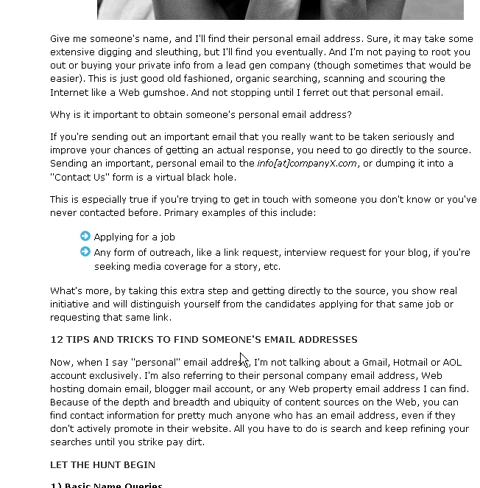 Give me someone's name, and I'll find their personal email address. Sure, it may take some
extensive digging and sleuthing, but I'll find you eventually. And I'm not paying to root you
out or buying your private info from a lead gen company (though sometimes that would be
easier). This is just good old fashioned, organic searching, scanning and scouring the
Internet like a Web gumshoe. And not stopping until I ferret out that personal email.
Why is it important to obtain someone's personal email address?
If you're sending out an important email that you really want to be taken seriously and
improve your chances of getting an actual response, you need to go directly to the source.
Sending an important, personal email to the info[at]companyX.com, or dumping it into a
"Contact Us" form is a virtual black hole.
This is especially true if you're trying to get in touch with someone you don't know or you've
never contacted before. Primary examples of this include:
Applying for a job
Any form of outreach, like a link request, interview request for your blog, if you're
seeking media coverage for a story, etc.
What's more, by taking this extra step and getting directly to the source, you show real
initiative and will distinguish yourself from the candidates applying for that same job or
requesting that same link.
12 TIPS AND TRICKS TO FIND SOMEONE'S EMAIL ADDRESSES
Now, when I say "personal" email address, I'm not talking about a Gmail, Hotmail or AOL
account exclusively. I'm also referring to their personal company email address, Web
hosting domain email, blogger mail account, or any Web property email address I can find.
Because of the depth and breadth and ubiquity of content sources on the Web, you can
find contact information for pretty much anyone who has an email address, even if they
don't actively promote in their website. All you have to do is search and keep refining your
searches until you strike pay dirt.
LET THE HUNT BEGIN
1) Basic Name Queries